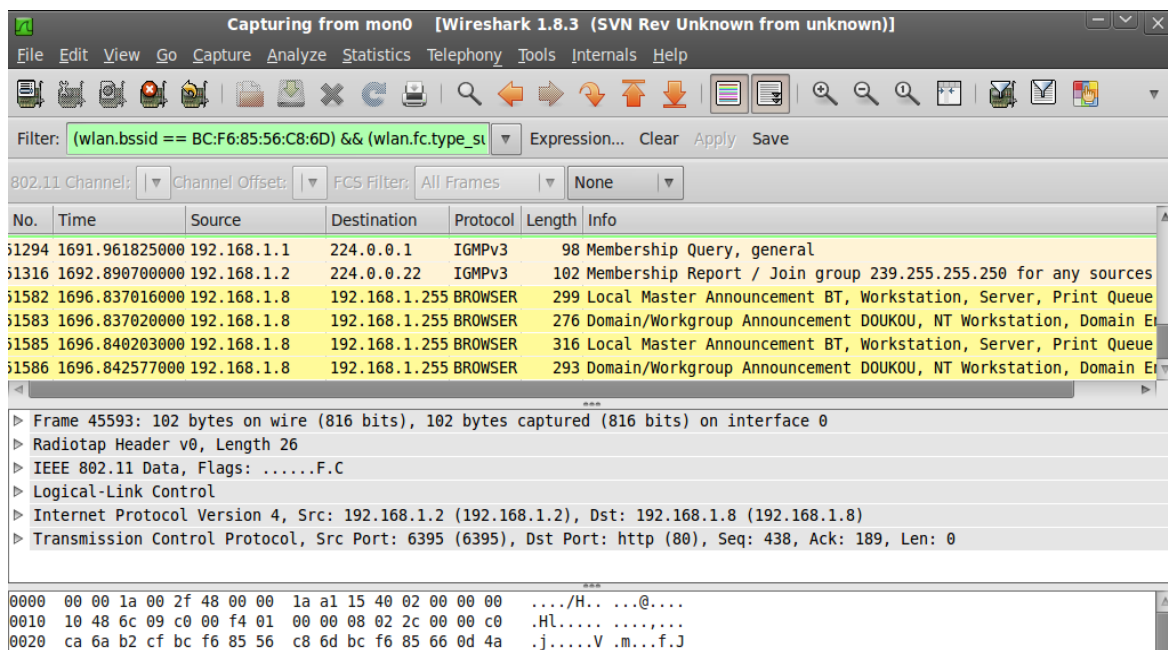 Capturing from mon0 [Wireshark 1.8.3 (SVN Rev Unknown from unknown)]
File Edit View Go Capture Analyze Statistics Telephony Tools Internals Help
Filter: (wlan.bssid == BC:F6:85:56:C8:6D) && (wlan.fc.type_su Expression... Clear Apply Save
802.11 Channel: Channel Offset: FCS Filter: All Frames None
No. Time Source Destination Protocol Length Info
51294 1691.961825000 192.168.1.1 224.0.0.1 IGMPv3 98 Membership Query, general
51316 1692.890700000 192.168.1.2 224.0.0.22 IGMPv3 102 Membership Report / Join group 239.255.255.250 for any sources
51582 1696.837016000 192.168.1.8 192.168.1.255 BROWSER 299 Local Master Announcement BT, Workstation, Server, Print Queue
51583 1696.837020000 192.168.1.8 192.168.1.255 BROWSER 276 Domain/Workgroup Announcement DOUKOU, NT Workstation, Domain En
51585 1696.840203000 192.168.1.8 192.168.1.255 BROWSER 316 Local Master Announcement BT, Workstation, Server, Print Queue
51586 1696.842577000 192.168.1.8 192.168.1.255 BROWSER 293 Domain/Workgroup Announcement DOUKOU, NT Workstation, Domain En
Frame 45593: 102 bytes on wire (816 bits), 102 bytes captured (816 bits) on interface 0
Radiotap Header v0, Length 26
IEEE 802.11 Data, Flags: ......F.C
Logical-Link Control
Internet Protocol Version 4, Src: 192.168.1.2 (192.168.1.2), Dst: 192.168.1.8 (192.168.1.8)
Transmission Control Protocol, Src Port: 6395 (6395), Dst Port: http (80), Seq: 438, Ack: 189, Len: 0
0000 00 00 1a 00 2f 48 00 00 1a a1 15 40 02 00 00 00 ..../H.. ...@....
0010 10 48 6c 09 c0 00 f4 01 00 00 08 02 2c 00 00 c0 .Hl..... ....,...
0020 ca 6a b2 cf bc f6 85 56 c8 6d bc f6 85 66 0d 4a .j.....V .m...f.J